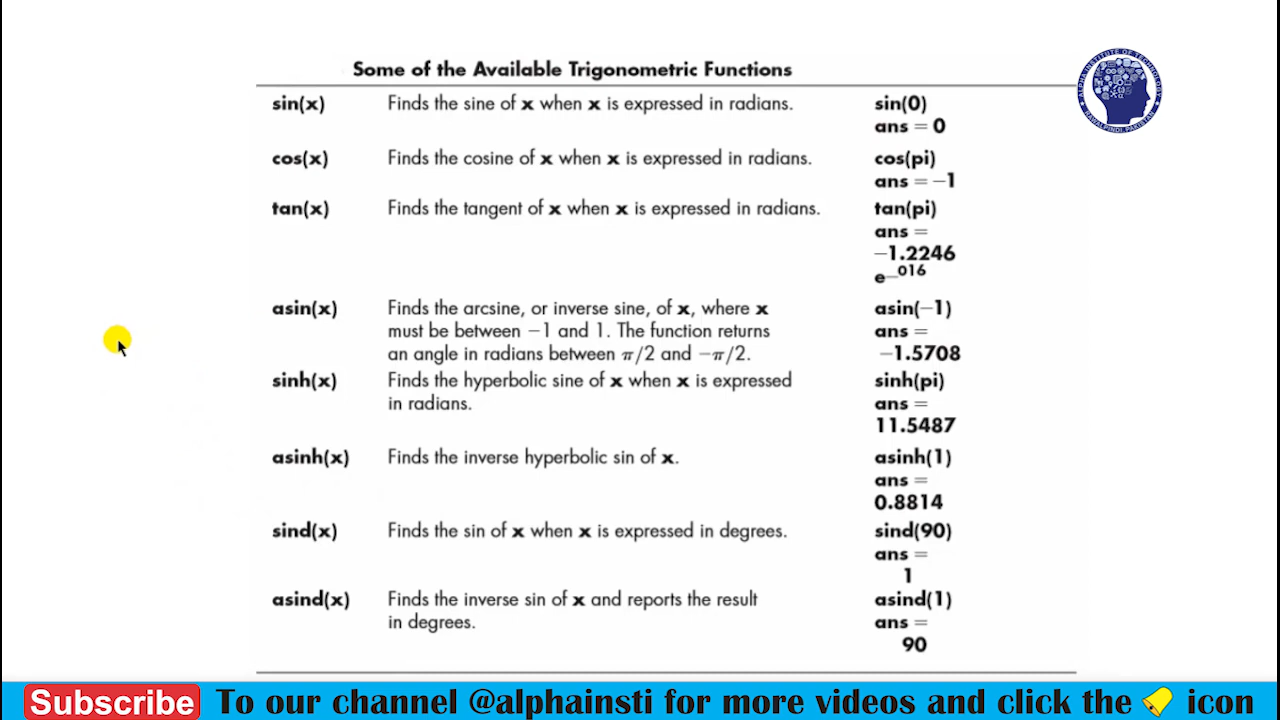 Some of the Available Trigonometric Functions
sin(x) Finds the sine of x when x is expressed in radians. sin(0)
ans = 0
cos(x) Finds the cosine of x when x is expressed in radians. cos(pi)
ans = −1
tan(x) Finds the tangent of x when x is expressed in radians. tan(pi)
ans =
−1.2246
e−016
asin(x) Finds the arcsine, or inverse sine, of x, where x asin(−1)
must be between −1 and 1. The function returns ans =
an angle in radians between π/2 and −π/2. −1.5708
sinh(x) Finds the hyperbolic sine of x when x is expressed sinh(pi)
in radians. ans =
11.5487
asinh(x) Finds the inverse hyperbolic sin of x. asinh(1)
ans =
0.8814
sind(x) Finds the sin of x when x is expressed in degrees. sind(90)
ans =
1
asind(x) Finds the inverse sin of x and reports the result asind(1)
in degrees. ans =
90
ALPHA INSTITUTE OF TECHNOLOGY
RAWALPINDI, PAKISTAN
Subscribe To our channel @alphainsti for more videos and click the icon